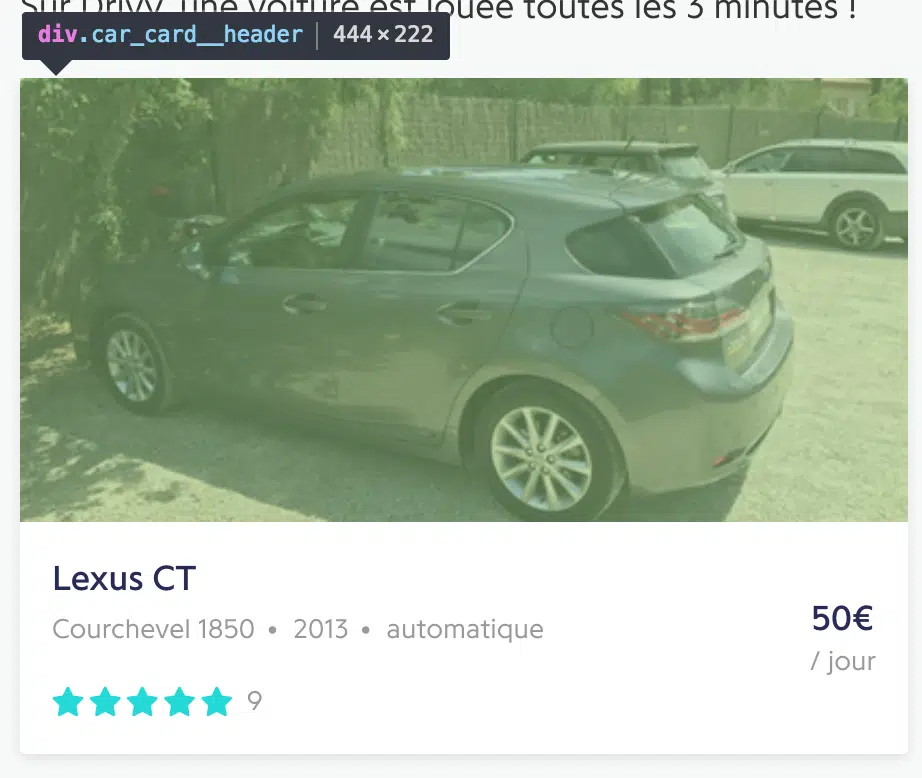 Sur Drivy, une voiture est louée toutes les 3 minutes !
div.car_card__header | 444×222
Lexus CT
Courchevel 1850 • 2013 • automatique
50€
/ jour
9